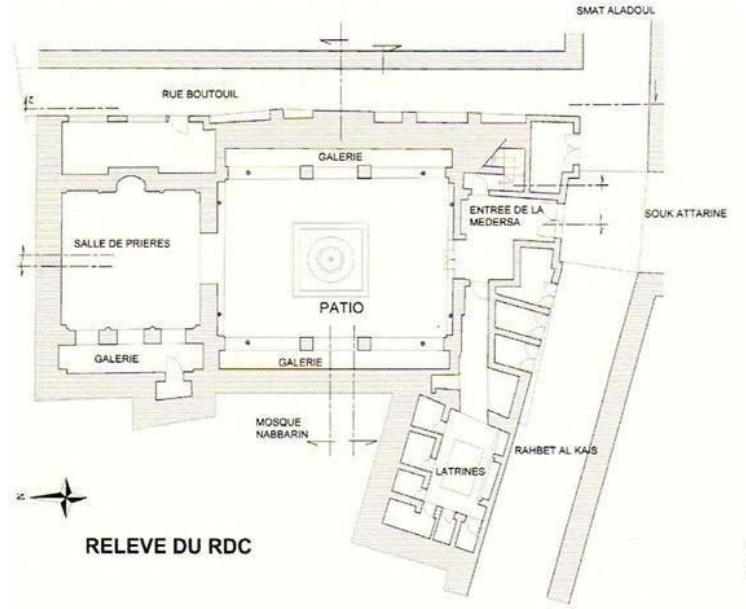 SMAT ALADOUL
RUE BOUTOUIL
GALERIE
ENTREE DE LA
MEDERSA
SOUK ATTARINE
SALLE DE PRIERES
PATIO
GALERIE
GALERIE
MOSQUE
NABBARIN
RAHBET AL KAIS
LATRINES
N
RELEVE DU RDC